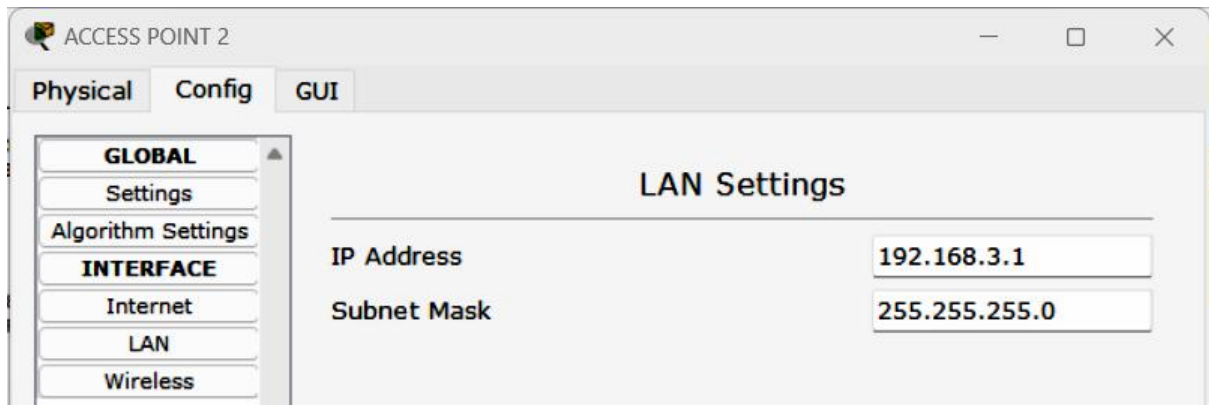 ACCESS POINT 2
Physical Config GUI
GLOBAL
Settings
Algorithm Settings
INTERFACE
Internet
LAN
Wireless
LAN Settings
IP Address 192.168.3.1
Subnet Mask 255.255.255.0